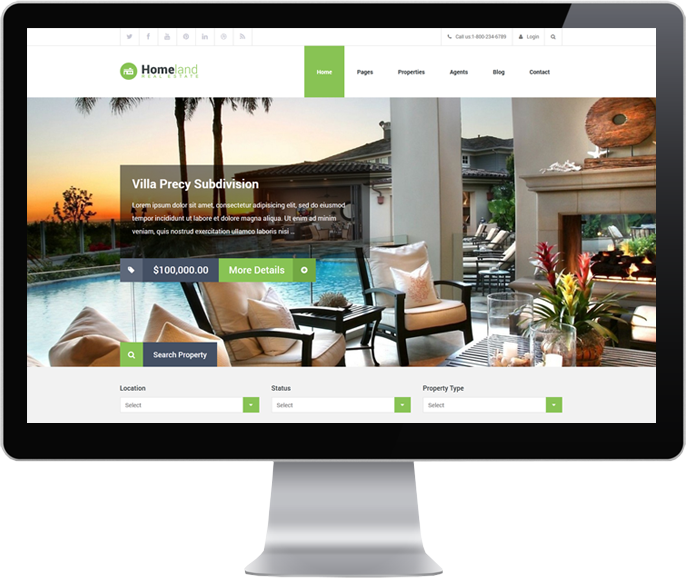 Call us:1-800-234-6789
Login
Homeland
REAL ESTATE
Home
Pages
Properties
Agents
Blog
Contact
Villa Precy Subdivision
Lorem ipsum dolor sit amet, consectetur adipisicing elit, sed do eiusmod
tempor incididunt ut labore et dolore magna aliqua. Ut enim ad minim
veniam, quis nostrud exercitation ullamco laboris nisi ...
$100,000.00
More Details
Search Property
Location
Status
Property Type
Select
Select
Select